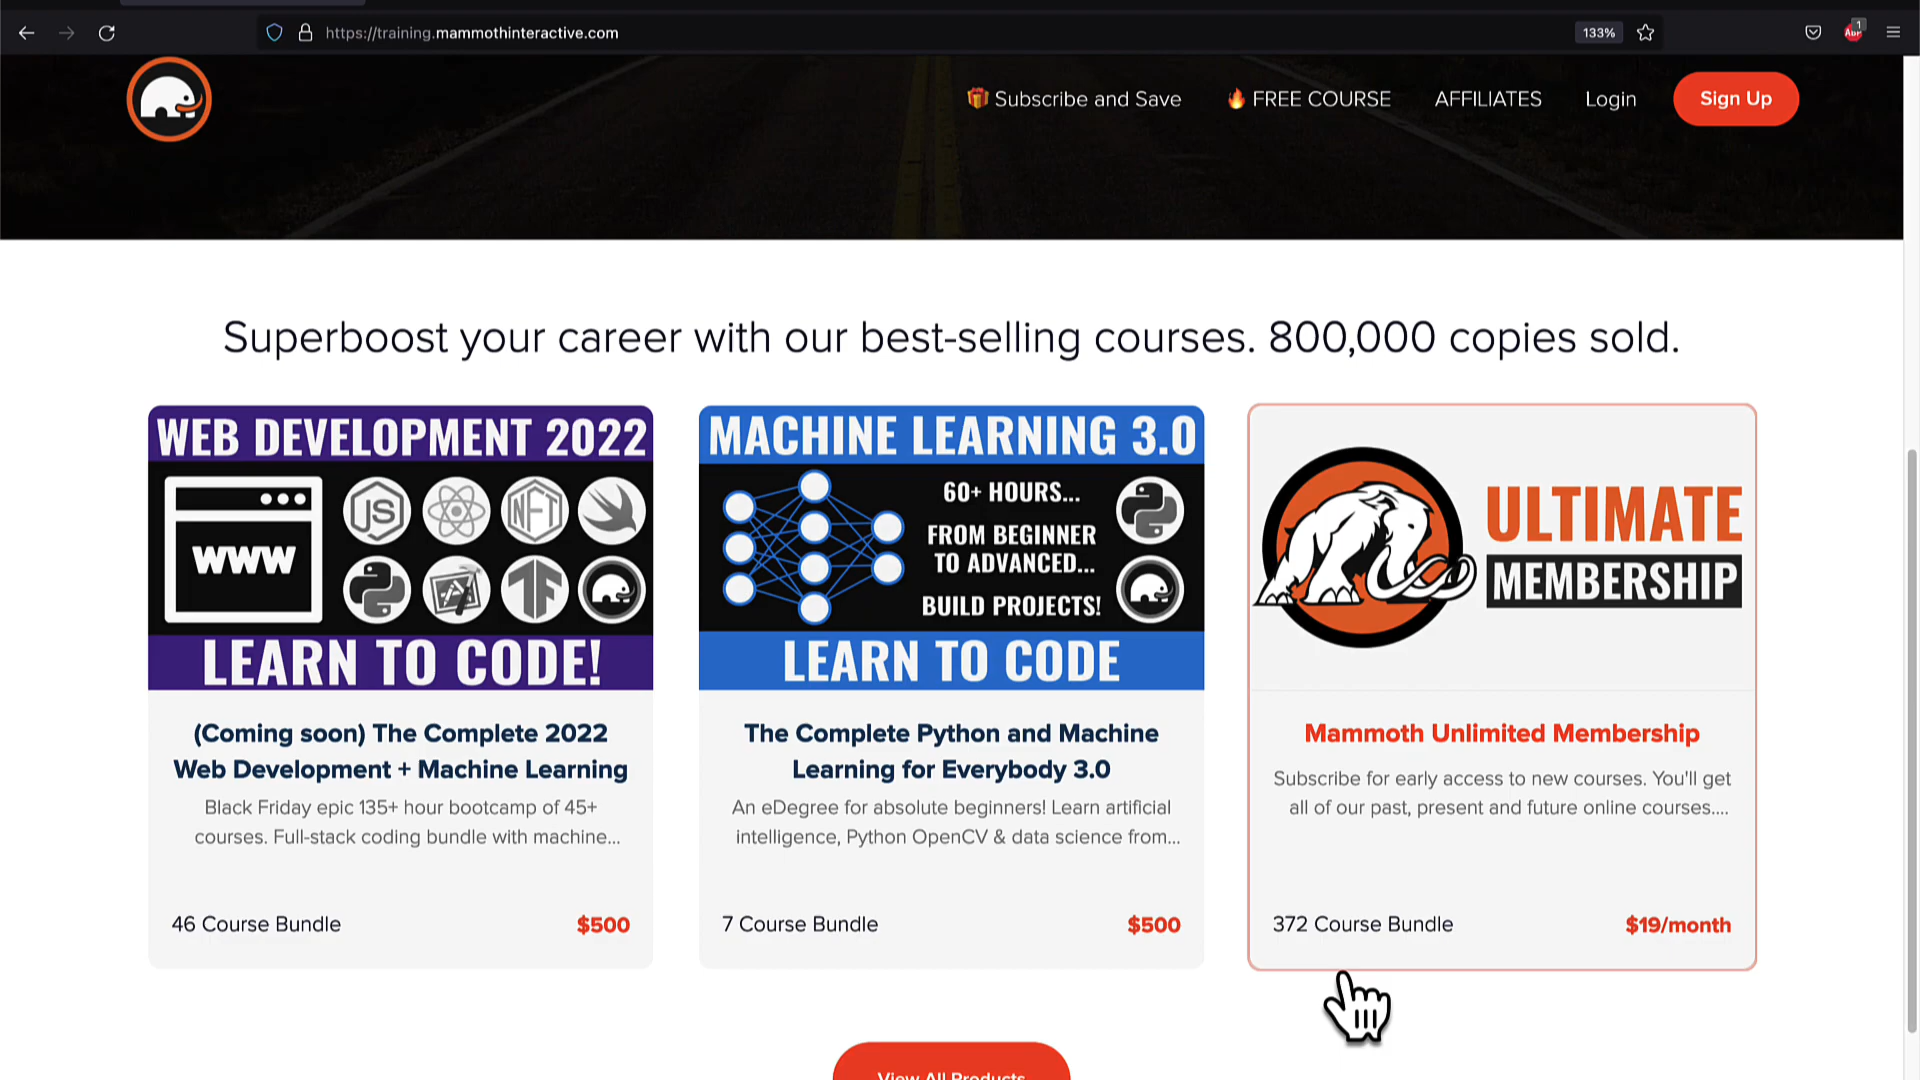 https://training.mammothinteractive.com
133%
ABP
1
🎁 Subscribe and Save
🔥 FREE COURSE
AFFILIATES
Login
Sign Up
Superboost your career with our best-selling courses. 800,000 copies sold.
WEB DEVELOPMENT 2022
WWW
JS
NFT
LEARN TO CODE!
(Coming soon) The Complete 2022
Web Development + Machine Learning
Black Friday epic 135+ hour bootcamp of 45+
courses. Full-stack coding bundle with machine...
46 Course Bundle
$500
MACHINE LEARNING 3.0
60+ HOURS...
FROM BEGINNER
TO ADVANCED...
BUILD PROJECTS!
LEARN TO CODE
The Complete Python and Machine
Learning for Everybody 3.0
An eDegree for absolute beginners! Learn artificial
intelligence, Python OpenCV & data science from...
7 Course Bundle
$500
ULTIMATE
MEMBERSHIP
Mammoth Unlimited Membership
Subscribe for early access to new courses. You'll get
all of our past, present and future online courses....
372 Course Bundle
$19/month
View All Products